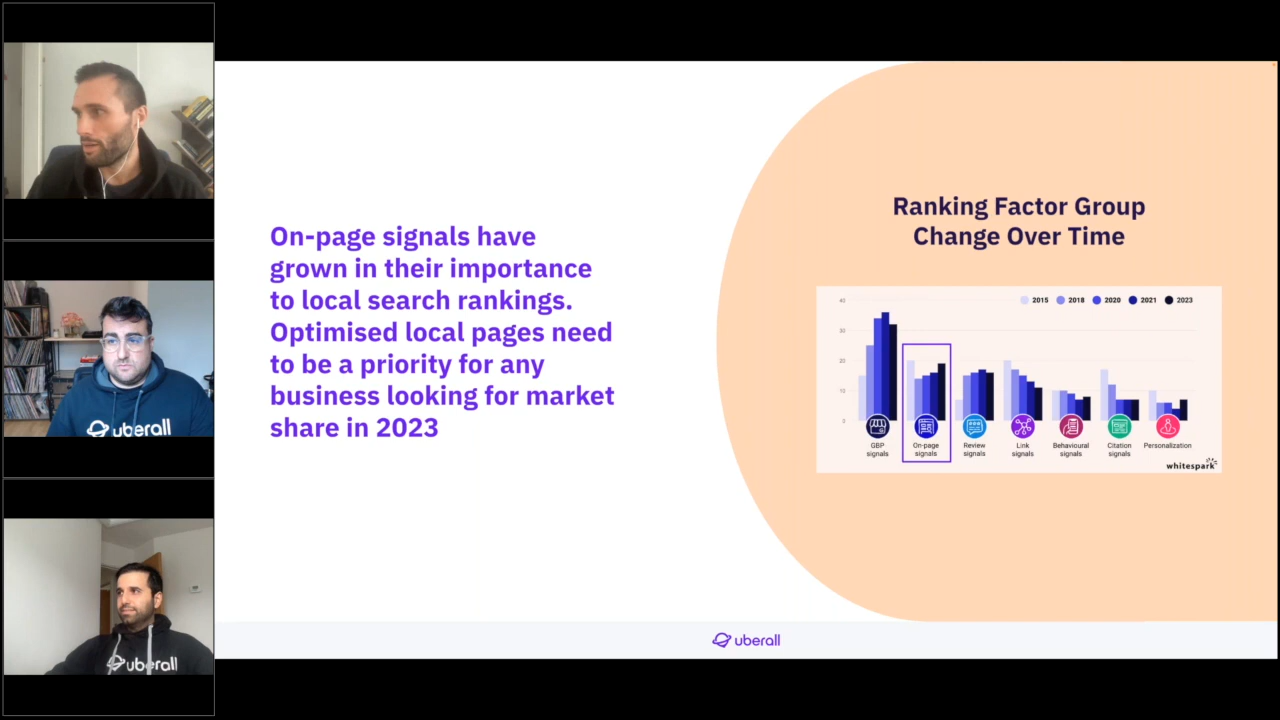 On-page signals have
grown in their importance
to local search rankings.
Optimised local pages need
to be a priority for any
business looking for market
share in 2023
Ranking Factor Group
Change Over Time
2015 2018 2020 2021 2023
40
30
20
10
0
GBP
signals
On-page
signals
Review
signals
Link
signals
Behavioural
signals
Citation
signals
Personalization
whitespark
uberall
uberall
uberall